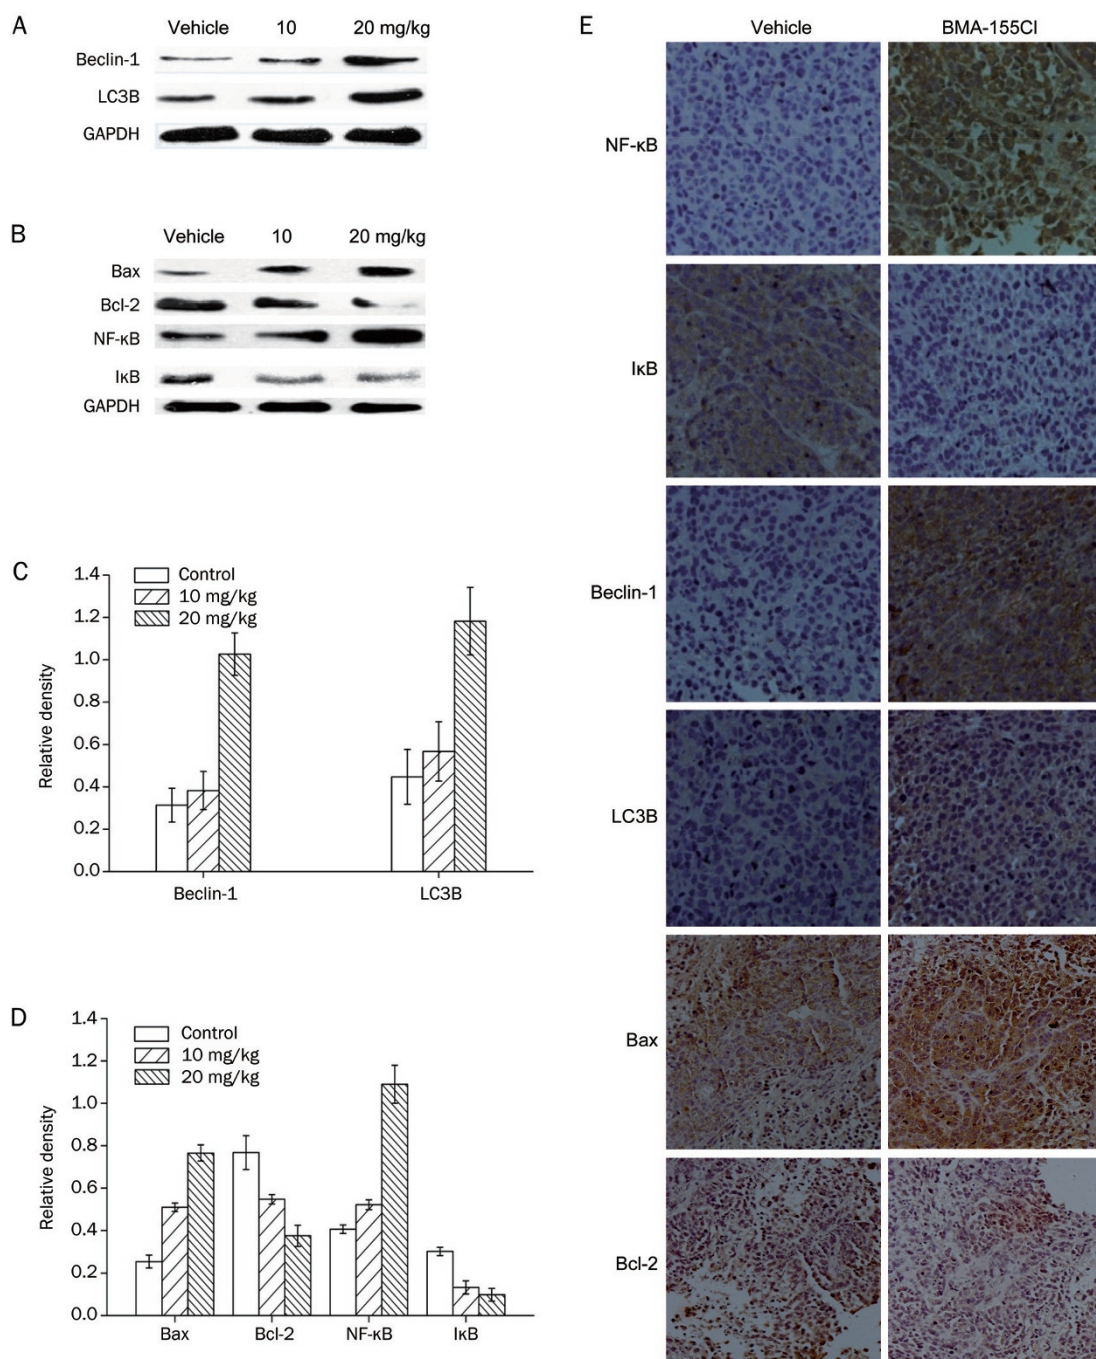 A
Vehicle 10 20 mg/kg
Beclin-1
LC3B
GAPDH
B
Vehicle 10 20 mg/kg
Bax
Bcl-2
NF-κB
IκB
GAPDH
C
1.4
1.2
1.0
0.8
0.6
0.4
0.2
0.0
Relative density
Control
10 mg/kg
20 mg/kg
Beclin-1 LC3B
D
1.4
1.2
1.0
0.8
0.6
0.4
0.2
0.0
Relative density
Control
10 mg/kg
20 mg/kg
Bax Bcl-2 NF-κB IκB
E
Vehicle BMA-155Cl
NF-κB
IκB
Beclin-1
LC3B
Bax
Bcl-2